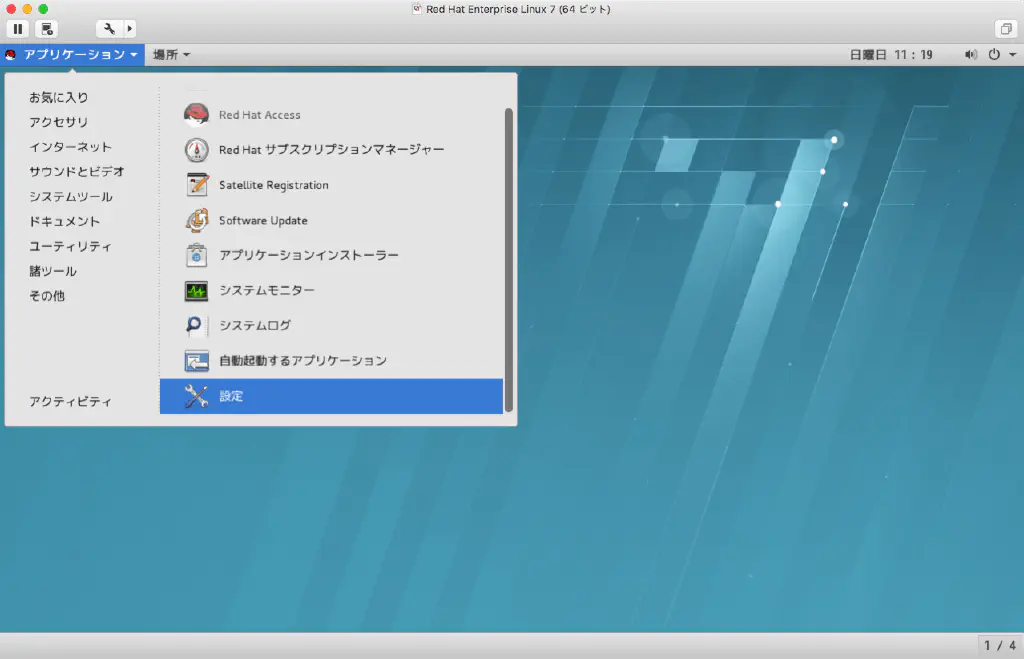 Red Hat Enterprise Linux 7 (64 ビット)
アプリケーション 場所 日曜日 11：19
お気に入り
アクセサリ
インターネット
サウンドとビデオ
システムツール
ドキュメント
ユーティリティ
諸ツール
その他
アクティビティ
Red Hat Access
Red Hat サブスクリプションマネージャー
Satellite Registration
Software Update
アプリケーションインストーラー
システムモニター
システムログ
自動起動するアプリケーション
設定
1 / 4